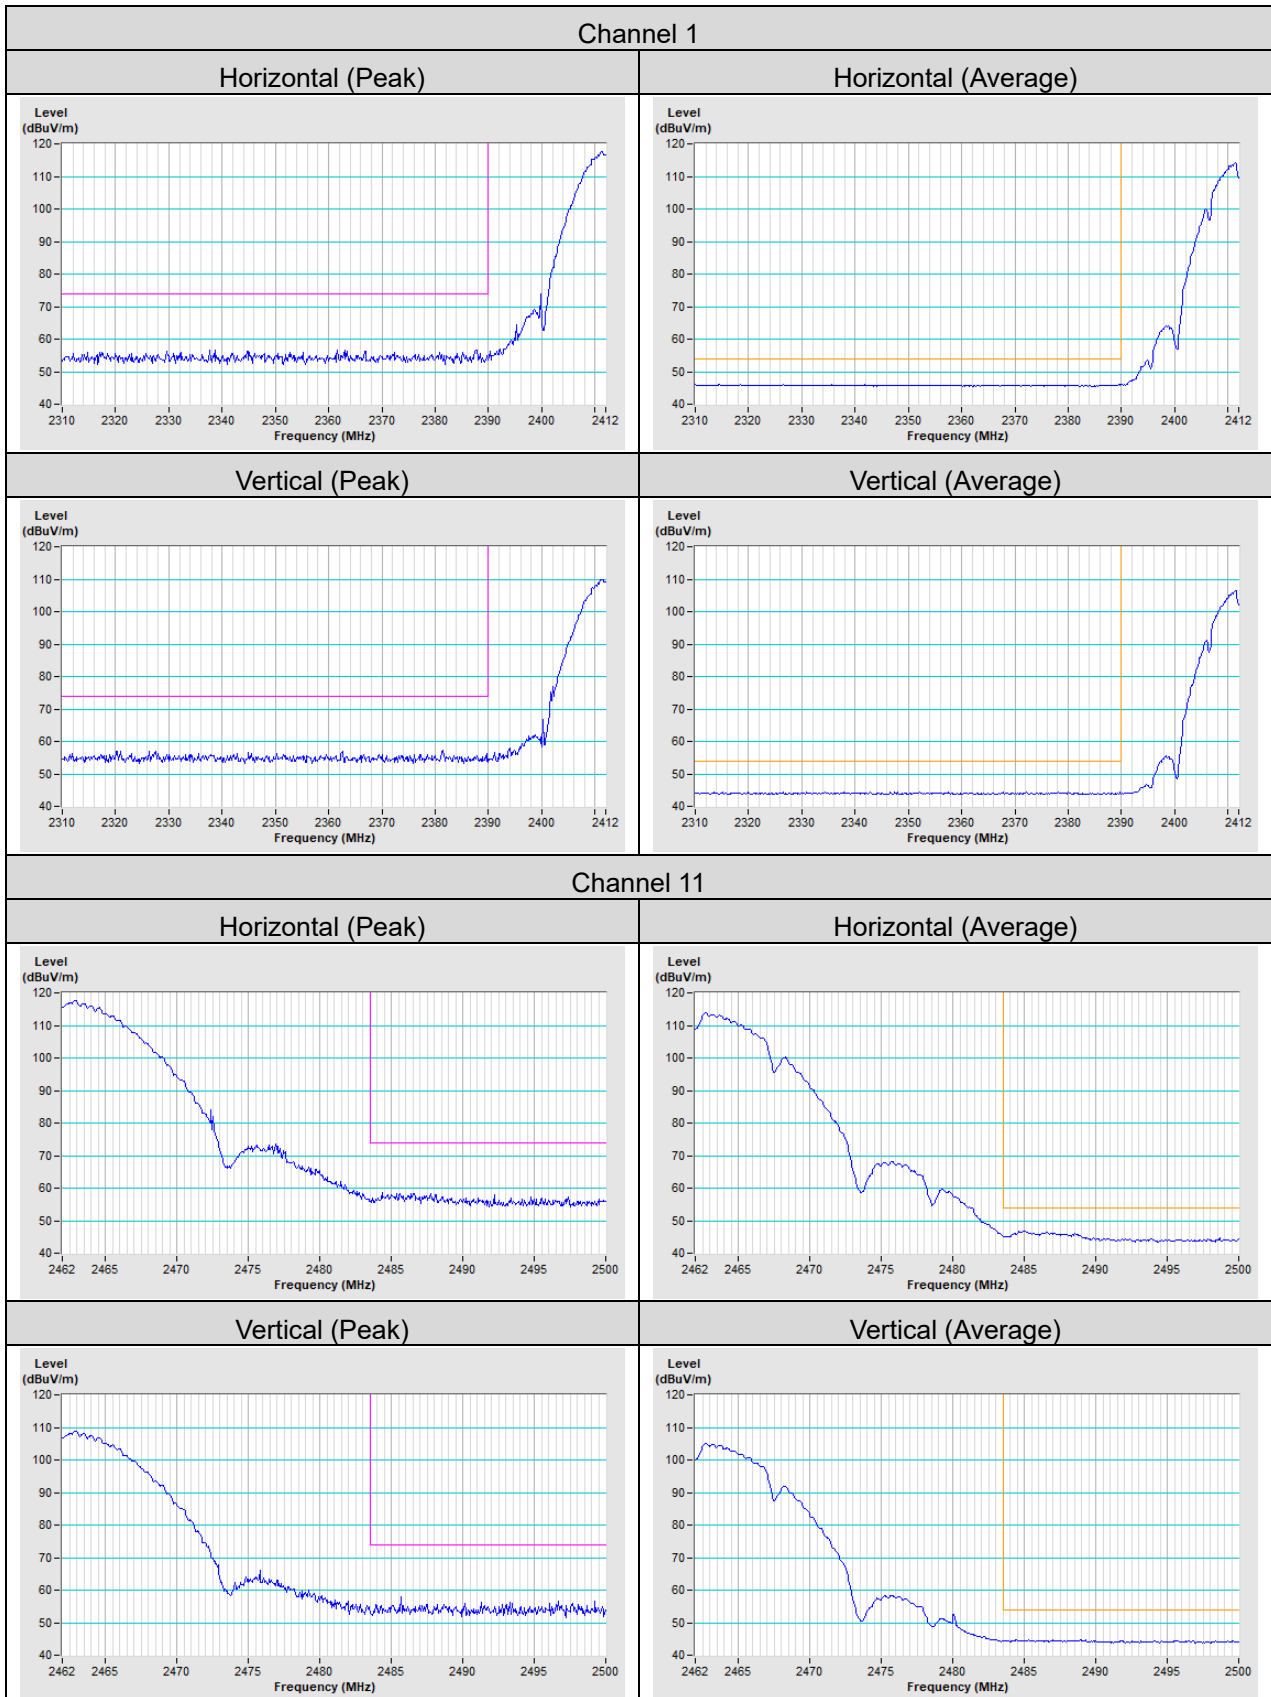 Channel 1
Horizontal (Peak) Horizontal (Average)
Level Level
(dBuV/m) (dBuV/m)
120 120
110 110
100 100
90 90
80 80
70 70
60 60
50 50
40 40
2310 2320 2330 2340 2350 2360 2370 2380 2390 2400 2412 2310 2320 2330 2340 2350 2360 2370 2380 2390 2400 2412
Frequency (MHz) Frequency (MHz)
Vertical (Peak) Vertical (Average)
Level Level
(dBuV/m) (dBuV/m)
120 120
110 110
100 100
90 90
80 80
70 70
60 60
50 50
40 40
2310 2320 2330 2340 2350 2360 2370 2380 2390 2400 2412 2310 2320 2330 2340 2350 2360 2370 2380 2390 2400 2412
Frequency (MHz) Frequency (MHz)
Channel 11
Horizontal (Peak) Horizontal (Average)
Level Level
(dBuV/m) (dBuV/m)
120 120
110 110
100 100
90 90
80 80
70 70
60 60
50 50
40 40
2462 2465 2470 2475 2480 2485 2490 2495 2500 2462 2465 2470 2475 2480 2485 2490 2495 2500
Frequency (MHz) Frequency (MHz)
Vertical (Peak) Vertical (Average)
Level Level
(dBuV/m) (dBuV/m)
120 120
110 110
100 100
90 90
80 80
70 70
60 60
50 50
40 40
2462 2465 2470 2475 2480 2485 2490 2495 2500 2462 2465 2470 2475 2480 2485 2490 2495 2500
Frequency (MHz) Frequency (MHz)